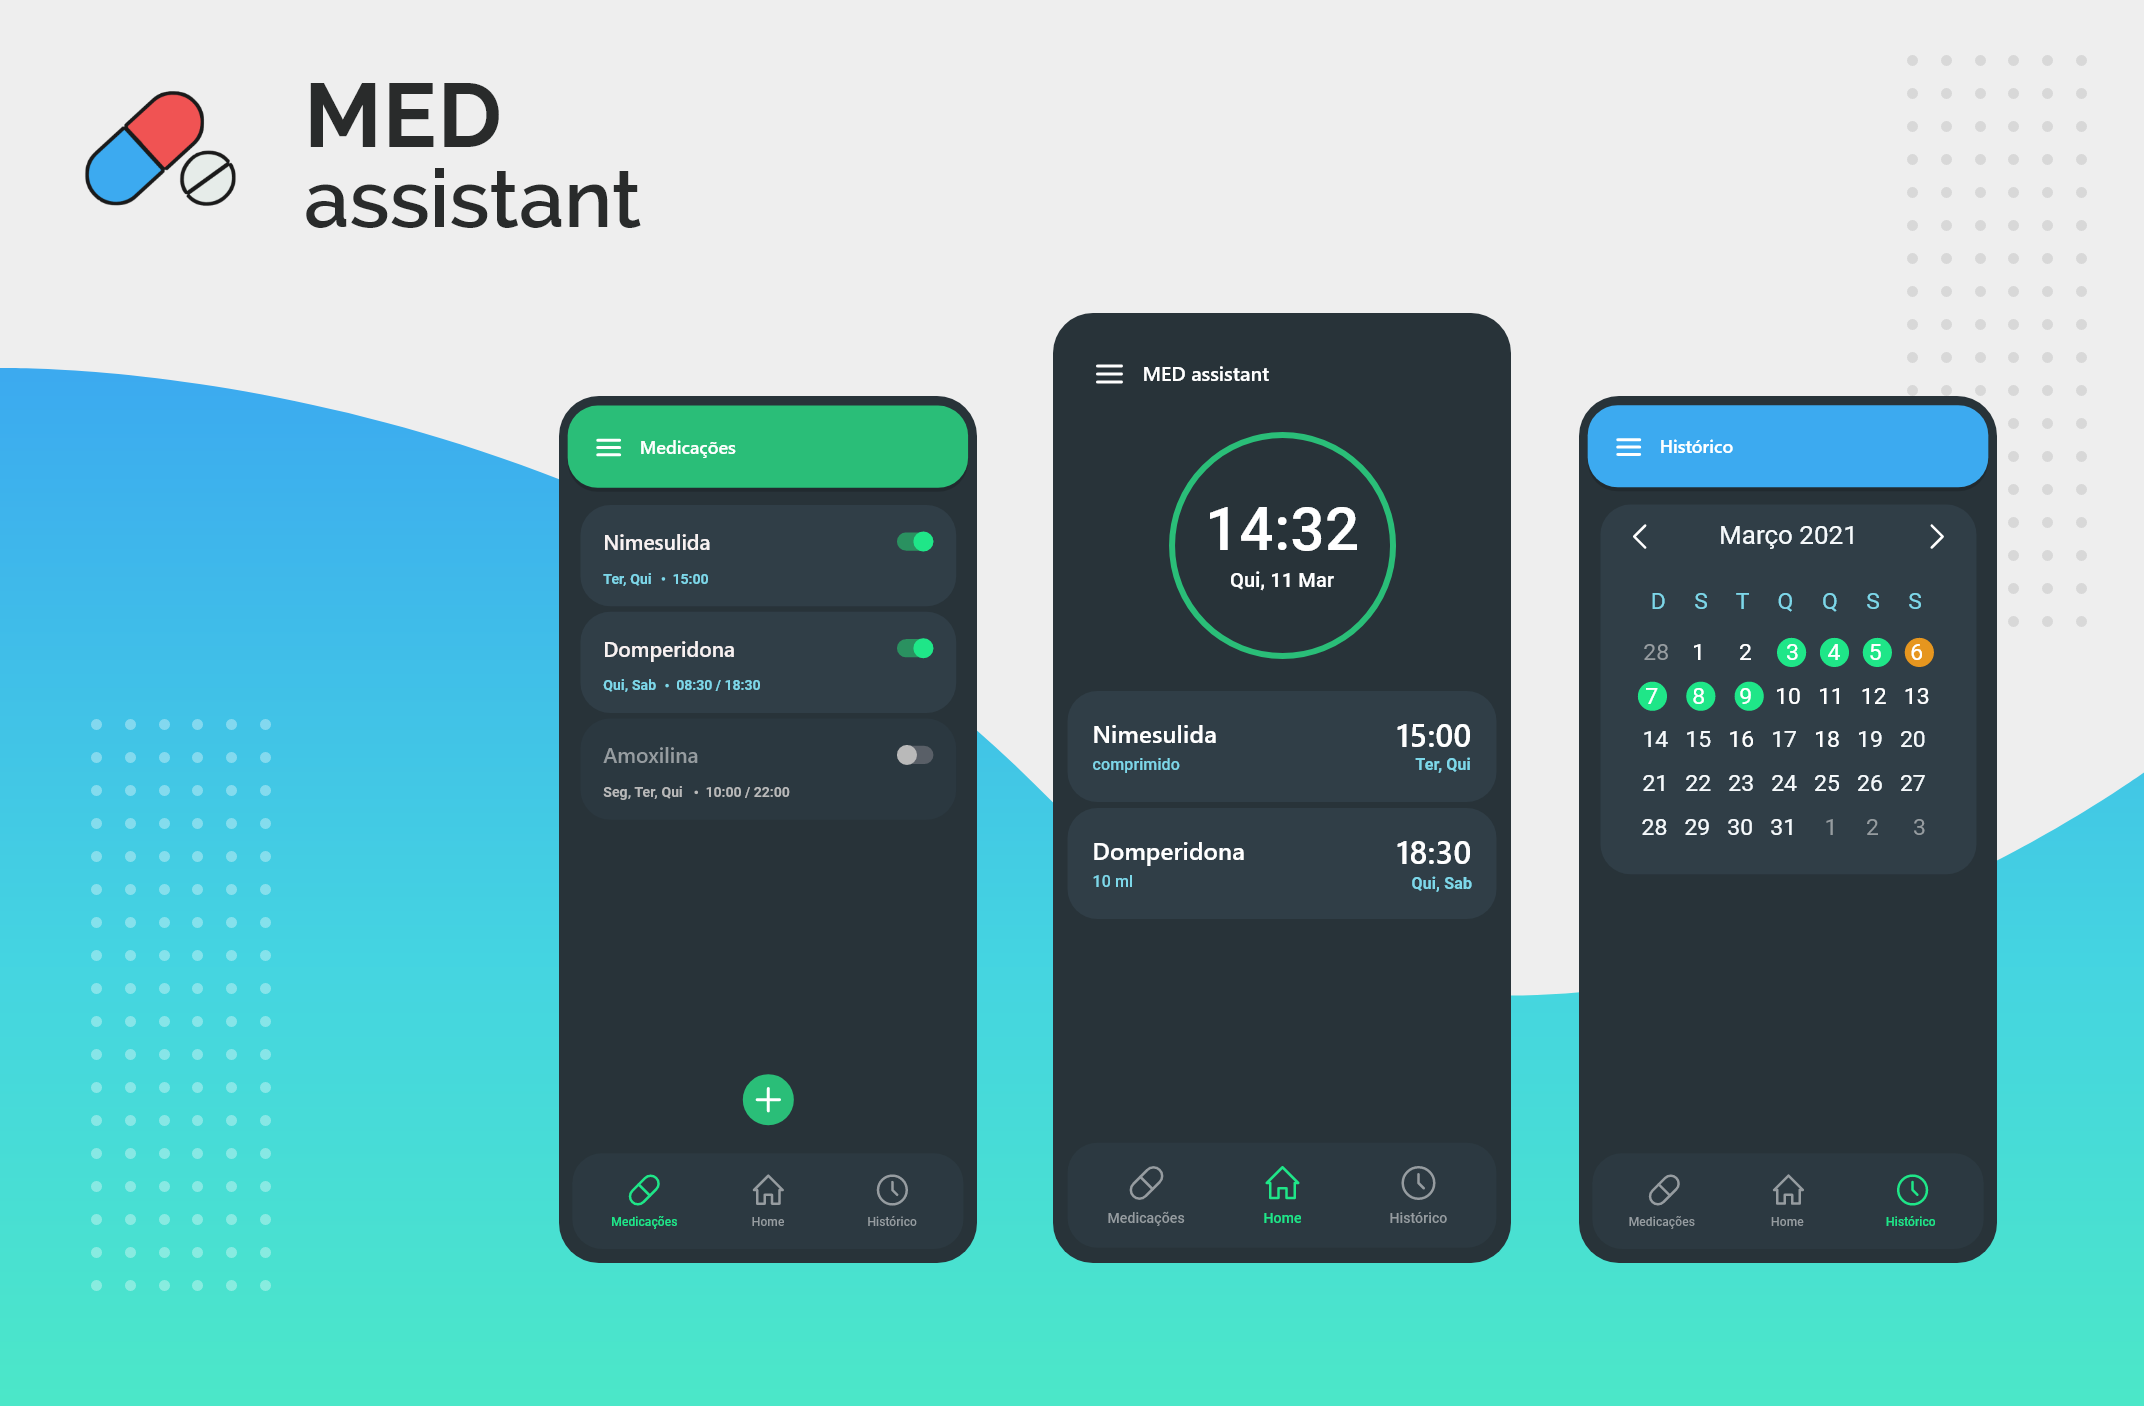 MED
assistant
Medicações
Nimesulida
Ter, Qui • 15:00
Domperidona
Qui, Sab • 08:30 / 18:30
Amoxilina
Seg, Ter, Qui • 10:00 / 22:00
Medicações Home Histórico
MED assistant
14:32
Qui, 11 Mar
Nimesulida 15:00
comprimido Ter, Qui
Domperidona 18:30
10 ml Qui, Sab
Medicações Home Histórico
Histórico
Março 2021
D S T Q Q S S
28 1 2 3 4 5 6
7 8 9 10 11 12 13
14 15 16 17 18 19 20
21 22 23 24 25 26 27
28 29 30 31 1 2 3
Medicações Home Histórico